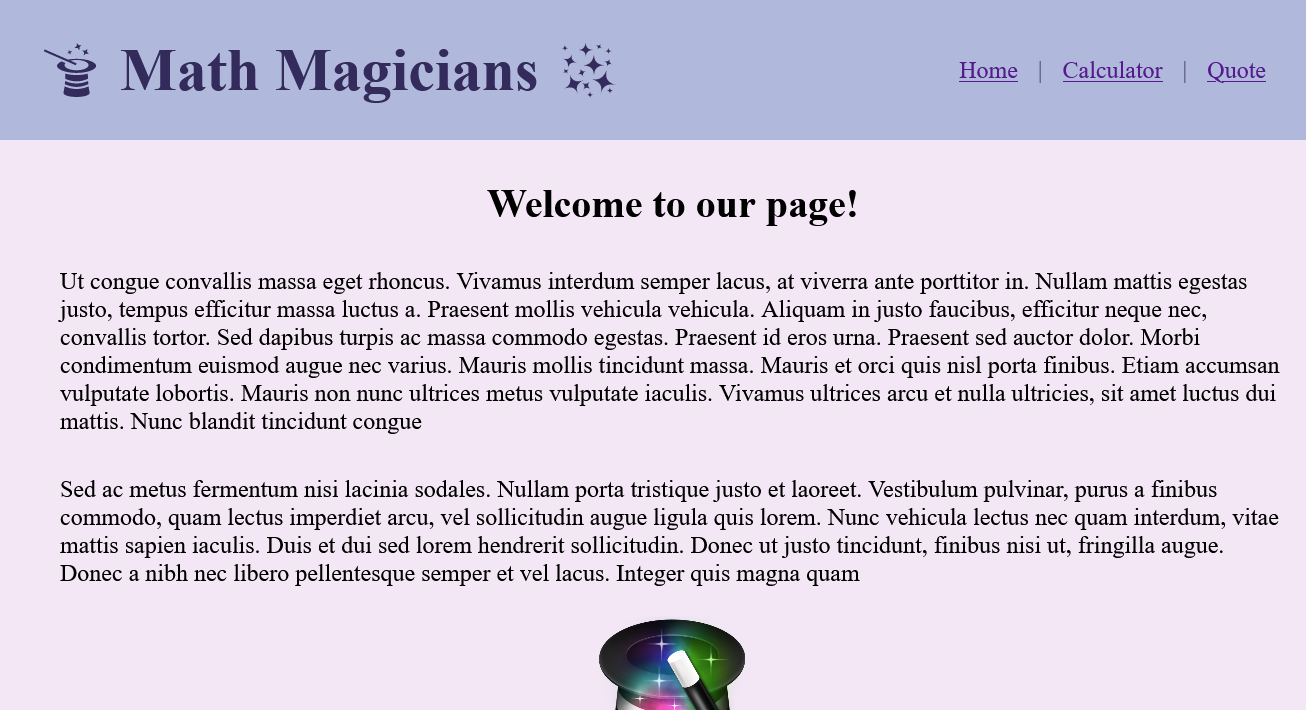 Math Magicians
Home | Calculator | Quote
Welcome to our page!
Ut congue convallis massa eget rhoncus. Vivamus interdum semper lacus, at viverra ante porttitor in. Nullam mattis egestas
justo, tempus efficitur massa luctus a. Praesent mollis vehicula vehicula. Aliquam in justo faucibus, efficitur neque nec,
convallis tortor. Sed dapibus turpis ac massa commodo egestas. Praesent id eros urna. Praesent sed auctor dolor. Morbi
condimentum euismod augue nec varius. Mauris mollis tincidunt massa. Mauris et orci quis nisl porta finibus. Etiam accumsan
vulputate lobortis. Mauris non nunc ultrices metus vulputate iaculis. Vivamus ultrices arcu et nulla ultricies, sit amet luctus dui
mattis. Nunc blandit tincidunt congue
Sed ac metus fermentum nisi lacinia sodales. Nullam porta tristique justo et laoreet. Vestibulum pulvinar, purus a finibus
commodo, quam lectus imperdiet arcu, vel sollicitudin augue ligula quis lorem. Nunc vehicula lectus nec quam interdum, vitae
mattis sapien iaculis. Duis et dui sed lorem hendrerit sollicitudin. Donec ut justo tincidunt, finibus nisi ut, fringilla augue.
Donec a nibh nec libero pellentesque semper et vel lacus. Integer quis magna quam